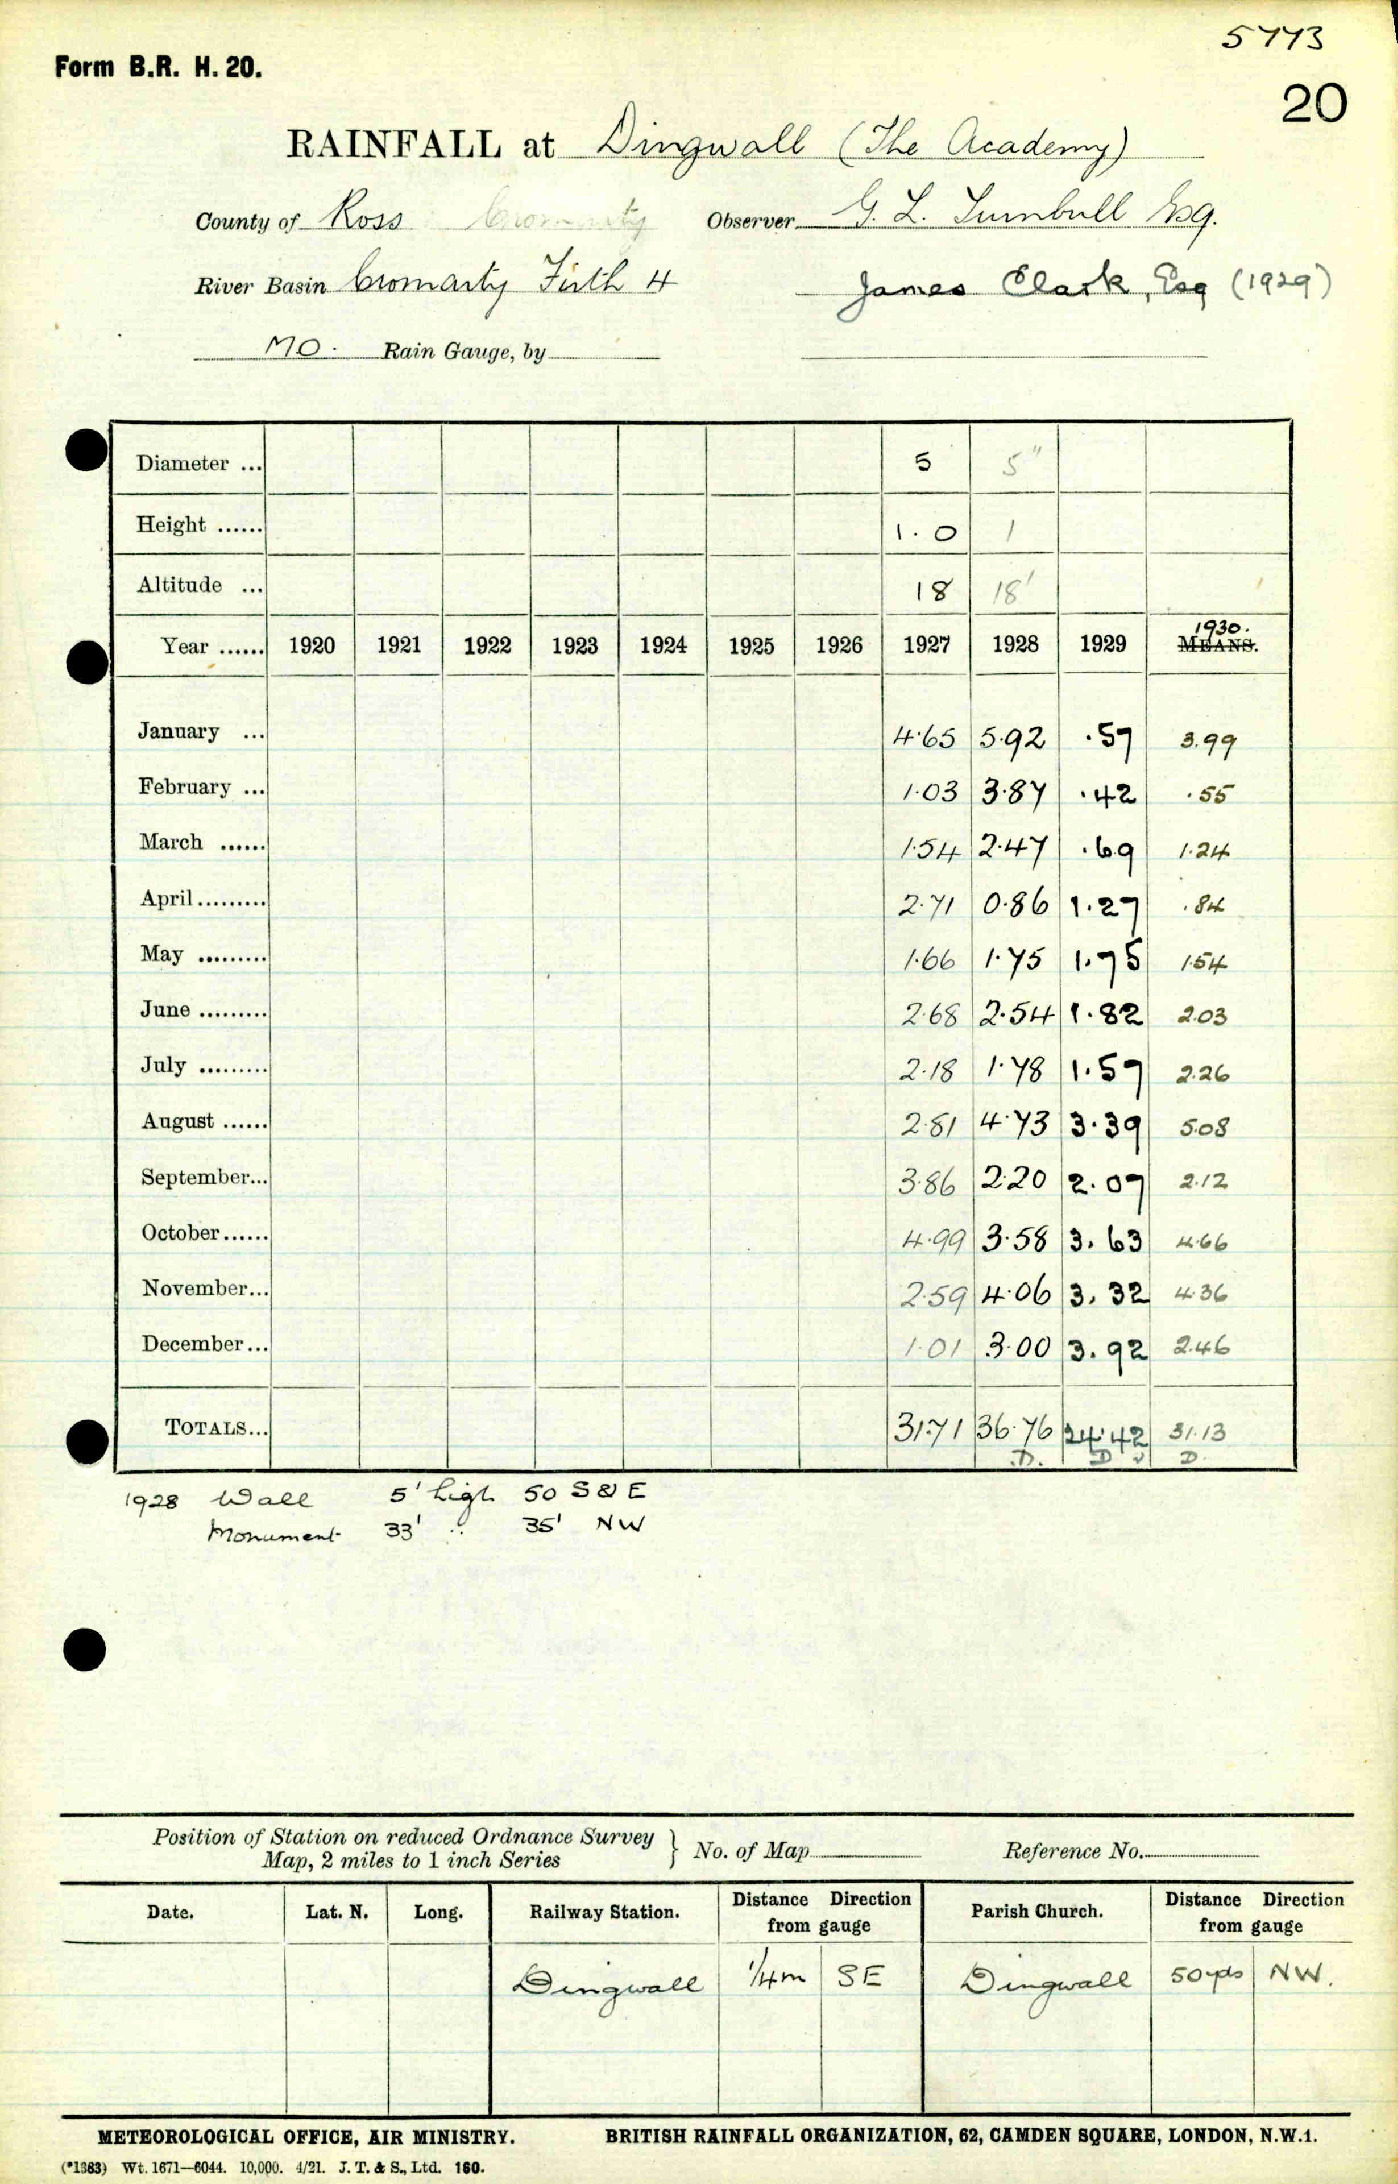 5773
Form B.R. H. 20.
20
RAINFALL at Dingwall (The Academy)
County of Ross Cromarty Observer G. L. Turnbull Esq.
River Basin Cromarty Firth 4 James Clark, Esq (1929)
MO. Rain Gauge, by
Diameter ... 5 5"
Height ...... 1.0 1
Altitude ... 18 18'
Year ...... 1920 1921 1922 1923 1924 1925 1926 1927 1928 1929 1930. MEANS.
January ... 4.65 5.92 .57 3.99
February ... 1.03 3.87 .42 .55
March ...... 1.54 2.47 .69 1.24
April ......... 2.71 0.86 1.27 .84
May ......... 1.66 1.75 1.75 1.54
June ......... 2.68 2.54 1.82 2.03
July ......... 2.18 1.78 1.57 2.26
August ...... 2.81 4.73 3.39 5.08
September... 3.86 2.20 2.07 2.12
October ...... 4.99 3.58 3.63 4.66
November... 2.59 4.06 3.32 4.36
December ... 1.01 3.00 3.92 2.46
TOTALS... 31.71 36.76 24.42 31.13
D. D D.
1928 Wall 5' high 50 S & E
Monument 33' " 35' NW
Position of Station on reduced Ordnance Survey
Map, 2 miles to 1 inch Series } No. of Map Reference No.
Date. Lat. N. Long. Railway Station. Distance Direction from gauge Parish Church. Distance Direction from gauge
Dingwall 1/4 m SE Dingwall 50 yds NW.
METEOROLOGICAL OFFICE, AIR MINISTRY. BRITISH RAINFALL ORGANIZATION, 62, CAMDEN SQUARE, LONDON, N.W.1.
(*1383) Wt. 1671—6044. 10,000. 4/21. J. T. & S., Ltd. 160.